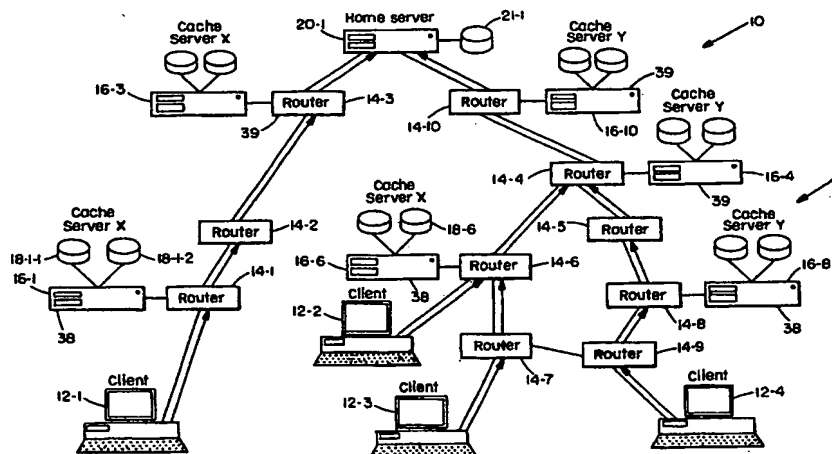 Home server
20-1
21-1
10
Cache
Server X
16-3
Router
14-3
39
Router
14-10
Cache
Server Y
39
16-10
Cache
Server Y
14-4
Router
39
16-4
Cache
Server X
18-1-1
18-1-2
16-1
38
Router
14-2
Router
14-1
Cache
Server X
18-6
16-6
38
Router
14-6
14-5
Router
Cache
Server Y
16-8
38
Router
14-8
Client
12-2
Router
14-7
Router
14-9
Client
12-1
Client
12-3
Client
12-4